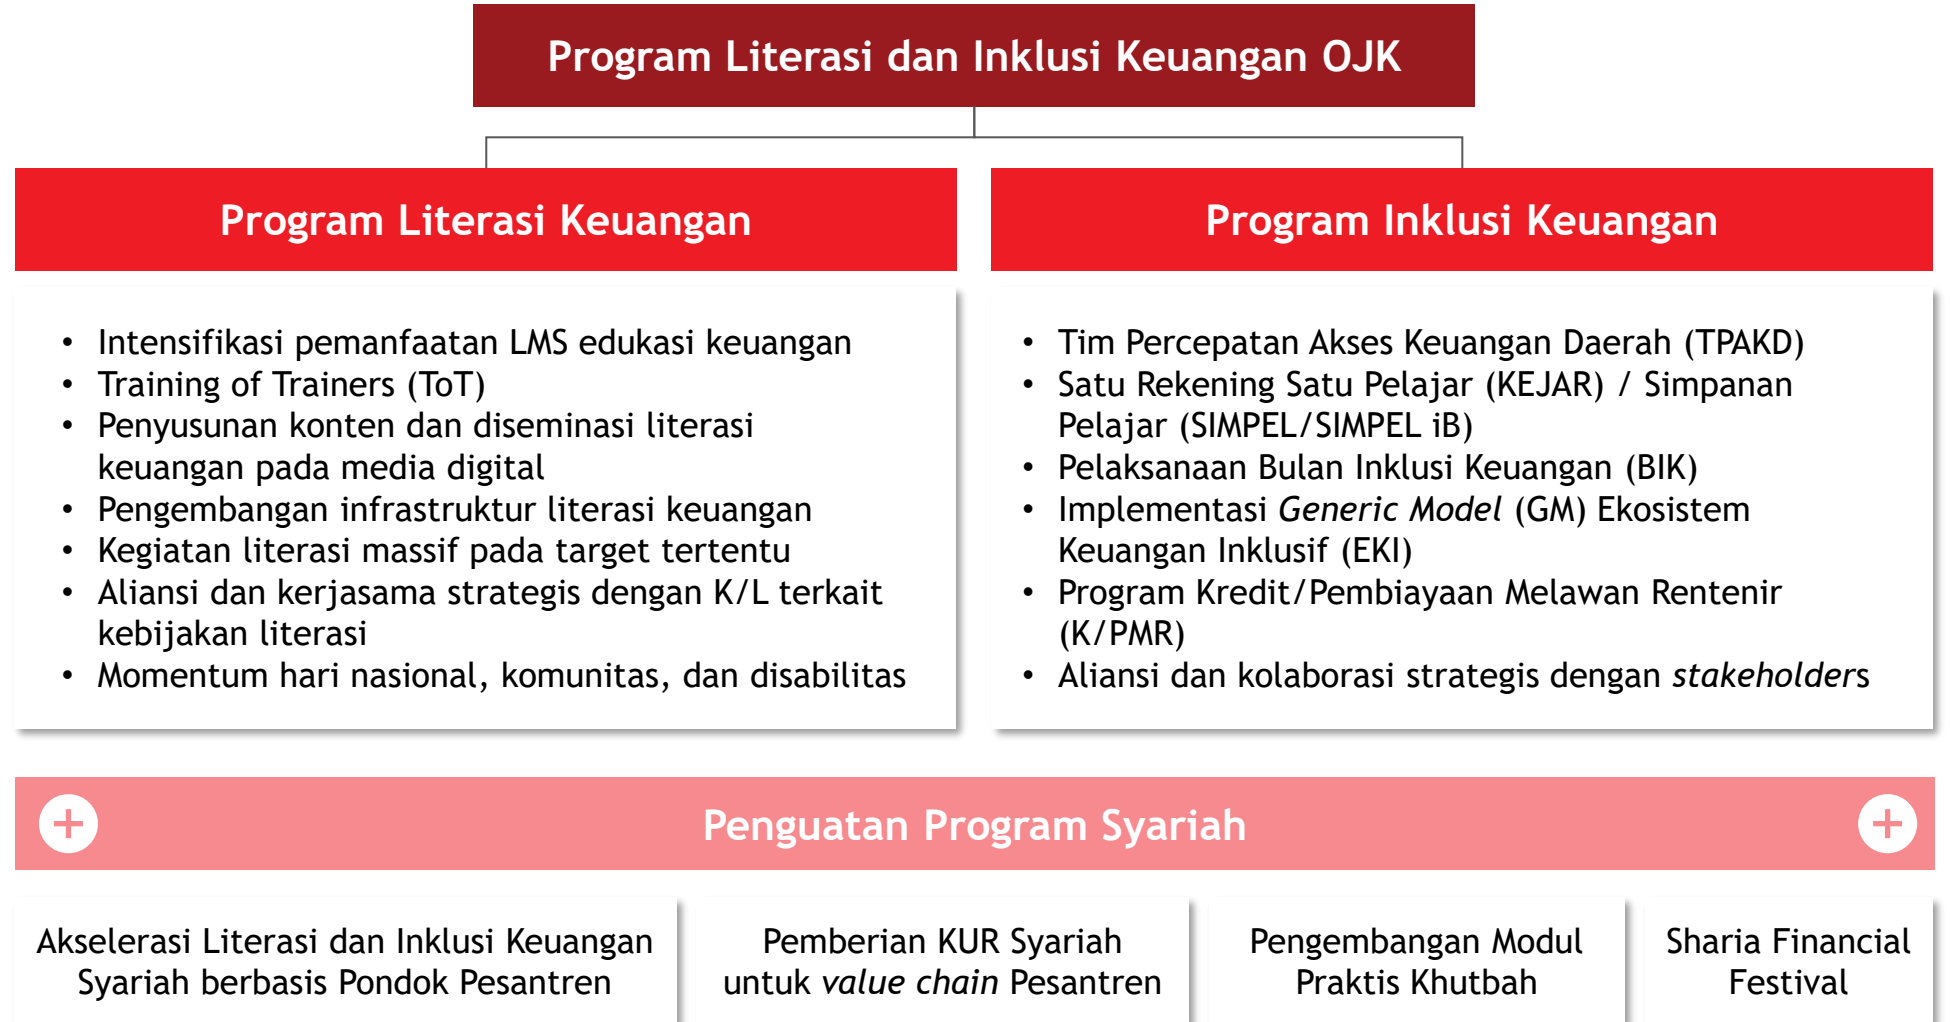 Program Literasi dan Inklusi Keuangan OJK
Program Literasi Keuangan
• Intensifikasi pemanfaatan LMS edukasi keuangan
• Training of Trainers (ToT)
• Penyusunan konten dan diseminasi literasi
keuangan pada media digital
• Pengembangan infrastruktur literasi keuangan
• Kegiatan literasi massif pada target tertentu
• Aliansi dan kerjasama strategis dengan K/L terkait
kebijakan literasi
• Momentum hari nasional, komunitas, dan disabilitas
Program Inklusi Keuangan
• Tim Percepatan Akses Keuangan Daerah (TPAKD)
• Satu Rekening Satu Pelajar (KEJAR) / Simpanan
Pelajar (SIMPEL/SIMPEL iB)
• Pelaksanaan Bulan Inklusi Keuangan (BIK)
• Implementasi Generic Model (GM) Ekosistem
Keuangan Inklusif (EKI)
• Program Kredit/Pembiayaan Melawan Rentenir
(K/PMR)
• Aliansi dan kolaborasi strategis dengan stakeholders
+ Penguatan Program Syariah +
Akselerasi Literasi dan Inklusi Keuangan
Syariah berbasis Pondok Pesantren
Pemberian KUR Syariah
untuk value chain Pesantren
Pengembangan Modul
Praktis Khutbah
Sharia Financial
Festival